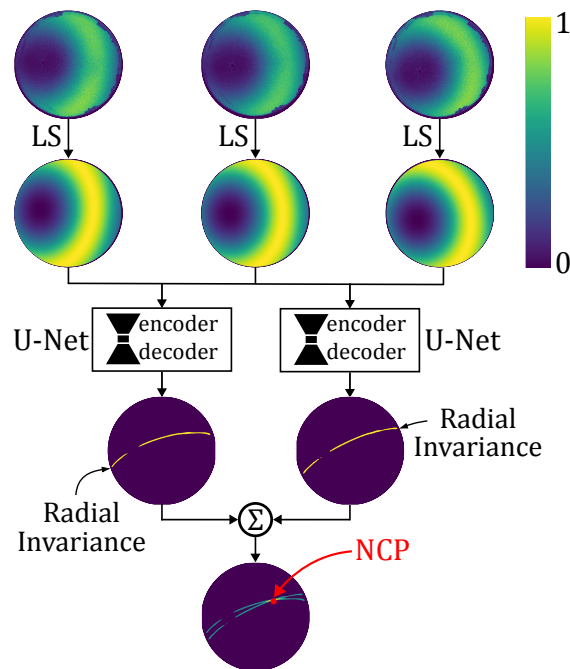 1
LS
LS
LS
0
U-Net
encoder
decoder
encoder
decoder
U-Net
Radial
Invariance
Radial
Invariance
Σ
NCP